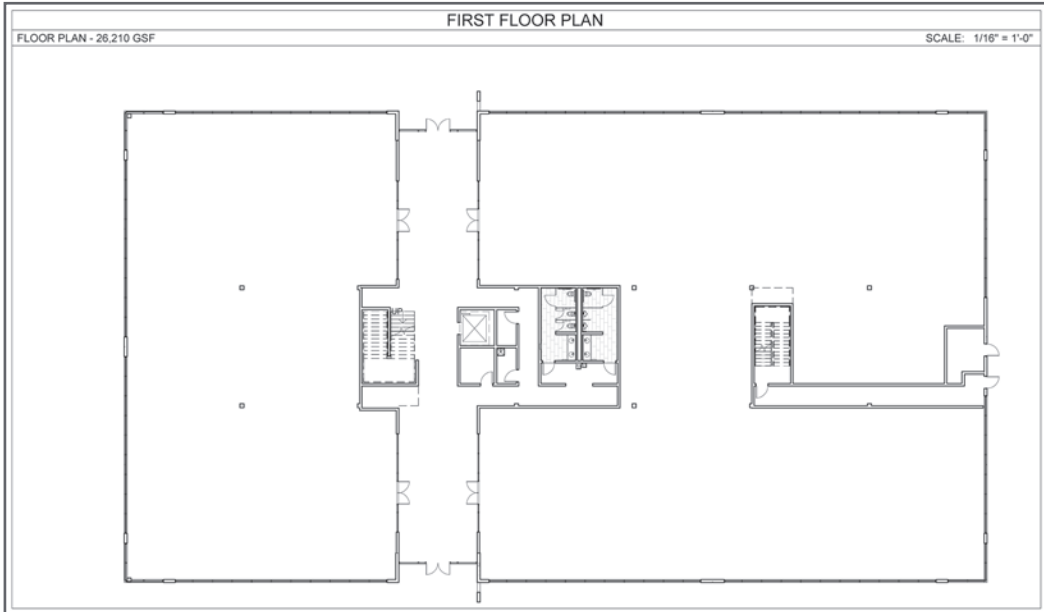 FIRST FLOOR PLAN
FLOOR PLAN - 26,210 GSF
SCALE: 1/16" = 1'-0"